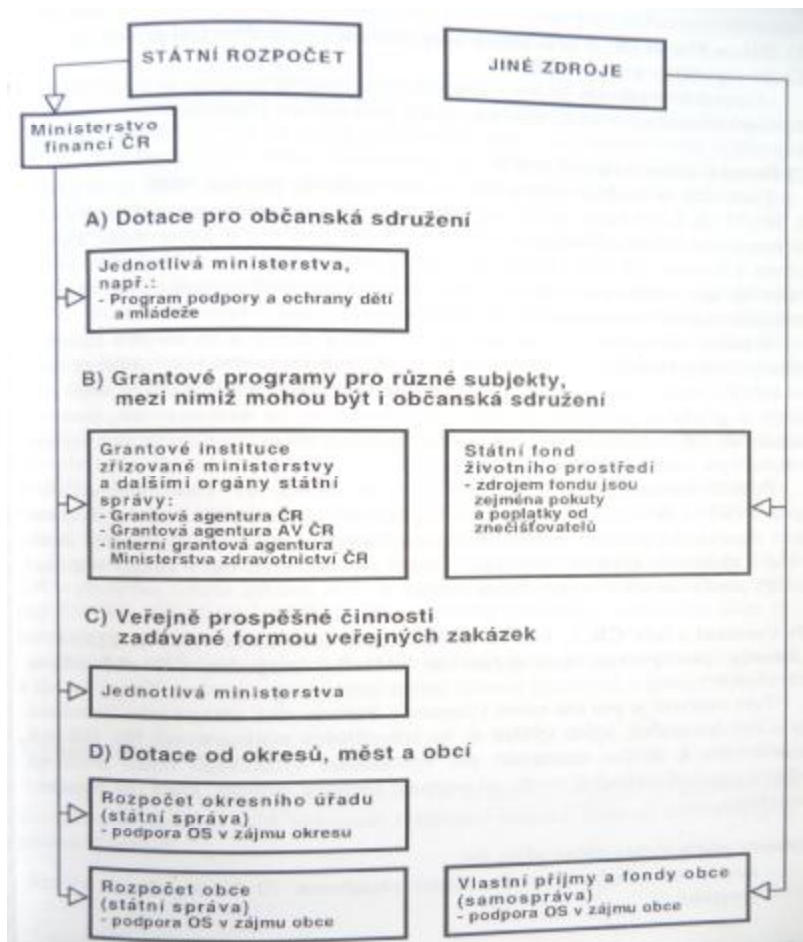 STÁTNÍ ROZPOČET
JINÉ ZDROJE
Ministerstvo
financí ČR
A) Dotace pro občanská sdružení
Jednotlivá ministerstva,
např.:
- Program podpory a ochrany dětí
a mládeže
B) Grantové programy pro různé subjekty,
mezi nimiž mohou být i občanská sdružení
Grantové instituce
zřizované ministerstvy
a dalšími orgány státní
správy:
- Grantová agentura ČR
- Grantová agentura AV ČR
- interní grantová agentura
Ministerstva zdravotnictví ČR
Státní fond
životního prostředí
- zdrojem fondu jsou
zejména pokuty
a poplatky od
znečišťovatelů
C) Veřejně prospěšné činnosti
zadávané formou veřejných zakázek
Jednotlivá ministerstva
D) Dotace od okresů, měst a obcí
Rozpočet okresního úřadu
(státní správa)
- podpora OS v zájmu okresu
Rozpočet obce
(státní správa)
- podpora OS v zájmu obce
Vlastní příjmy a fondy obce
(samospráva)
- podpora OS v zájmu obce